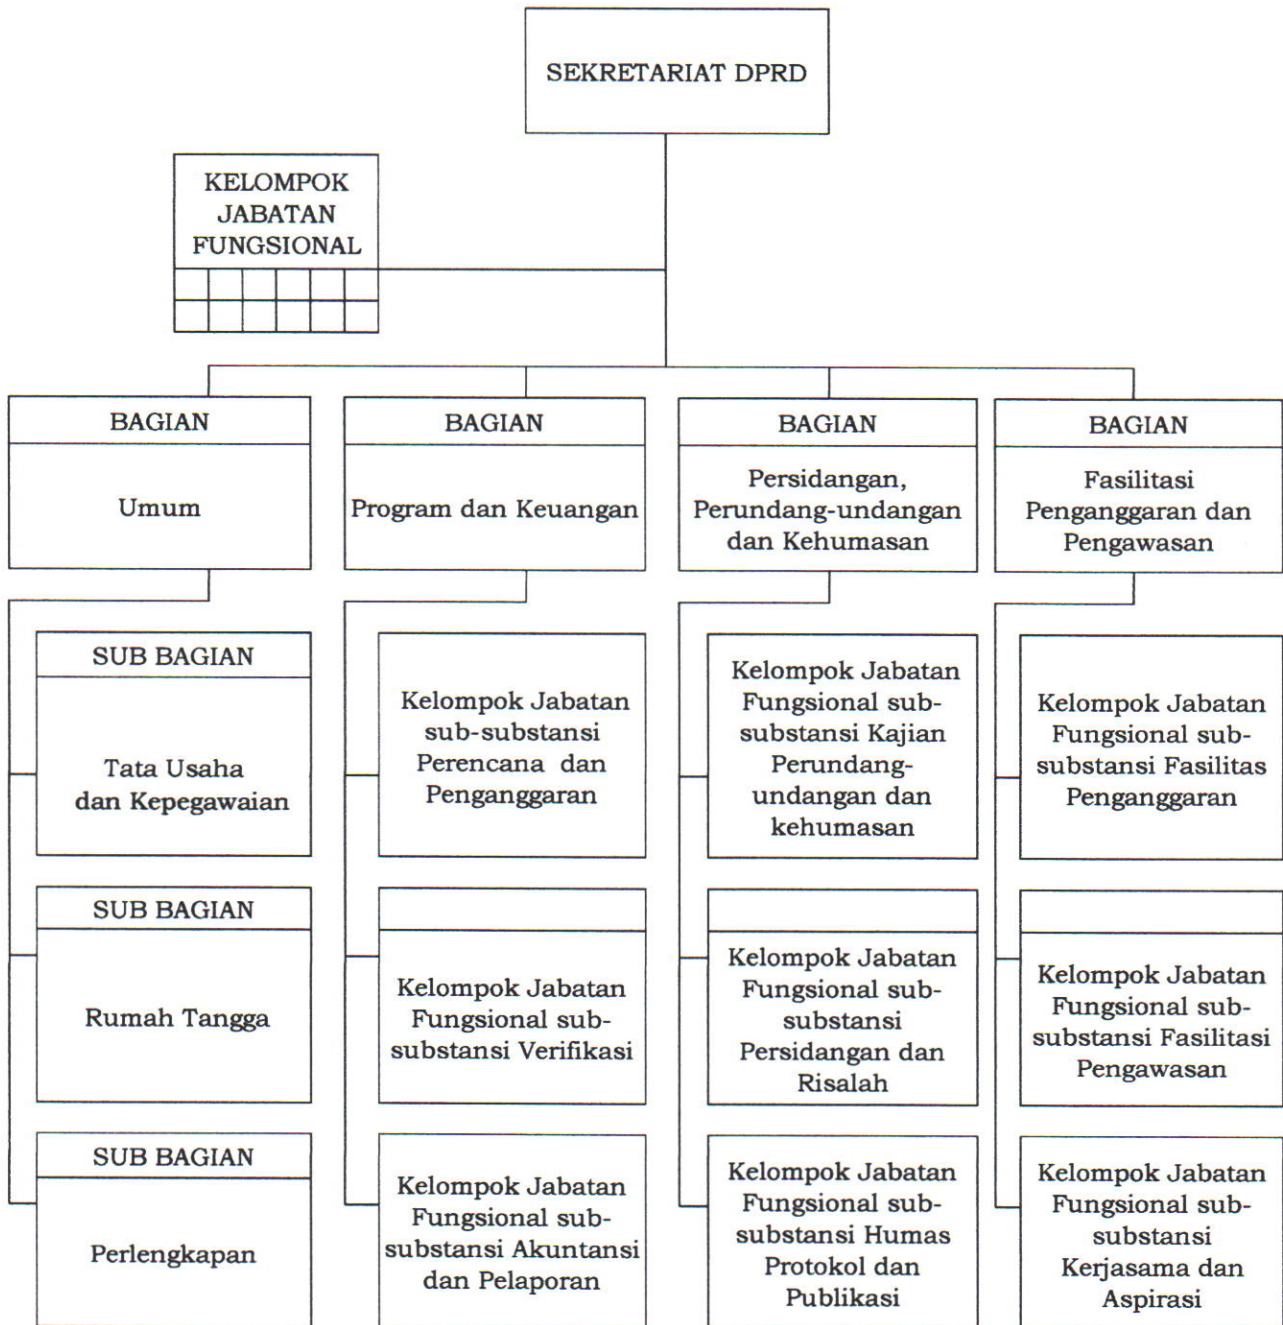 SEKRETARIAT DPRD
KELOMPOK
JABATAN
FUNGSIONAL
BAGIAN
Umum
BAGIAN
Program dan Keuangan
BAGIAN
Persidangan,
Perundang-undangan
dan Kehumasan
BAGIAN
Fasilitasi
Penganggaran dan
Pengawasan
SUB BAGIAN
Tata Usaha
dan Kepegawaian
SUB BAGIAN
Rumah Tangga
SUB BAGIAN
Perlengkapan
Kelompok Jabatan
sub-substansi
Perencana dan
Penganggaran
Kelompok Jabatan
Fungsional sub-
substansi Verifikasi
Kelompok Jabatan
Fungsional sub-
substansi Akuntansi
dan Pelaporan
Kelompok Jabatan
Fungsional sub-
substansi Kajian
Perundang-
undangan dan
kehumasan
Kelompok Jabatan
Fungsional sub-
substansi
Persidangan dan
Risalah
Kelompok Jabatan
Fungsional sub-
substansi Humas
Protokol dan
Publikasi
Kelompok Jabatan
Fungsional sub-
substansi Fasilitas
Penganggaran
Kelompok Jabatan
Fungsional sub-
substansi Fasilitasi
Pengawasan
Kelompok Jabatan
Fungsional sub-
substansi
Kerjasama dan
Aspirasi